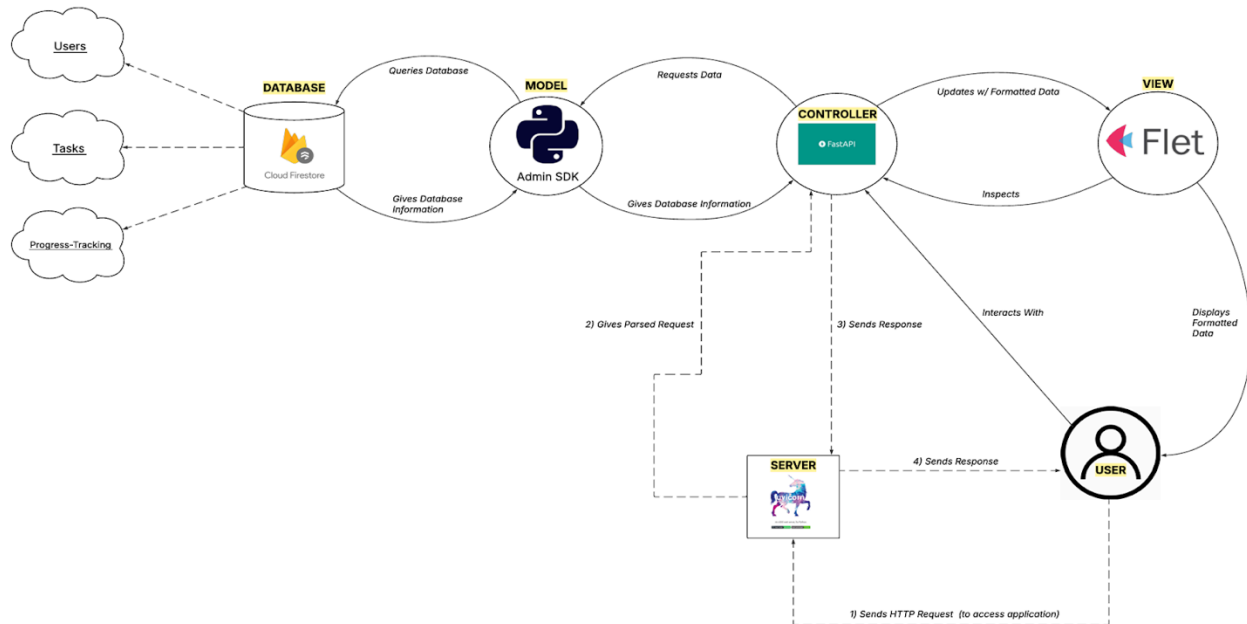 Users
Tasks
Progress-Tracking
DATABASE
Cloud Firestore
Queries Database
Gives Database
Information
MODEL
Admin SDK
Requests Data
Gives Database Information
CONTROLLER
FastAPI
Updates w/ Formatted Data
Inspects
VIEW
Flet
Interacts With
Displays
Formatted
Data
2) Gives Parsed Request
3) Sends Response
SERVER
4) Sends Response
USER
1) Sends HTTP Request (to access application)